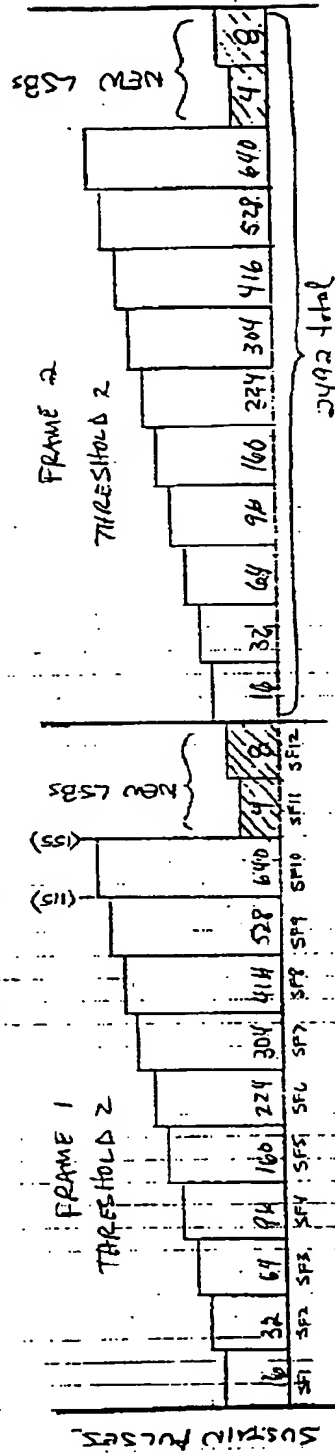 SUSTAIN PULSES
FRAME 1
THRESHOLD 2
(511)
(551)
NEW LSBs
16 32 64 96 160 224 304 416 528 640 4 8
SF1 SF2 SF3 SF4 SF5 SF6 SF7 SF8 SF9 SF10 SF11 SF12
FRAME 2
THRESHOLD 2
NEW LSBs
16 32 64 96 160 224 304 416 528 640 4 8
2492 total